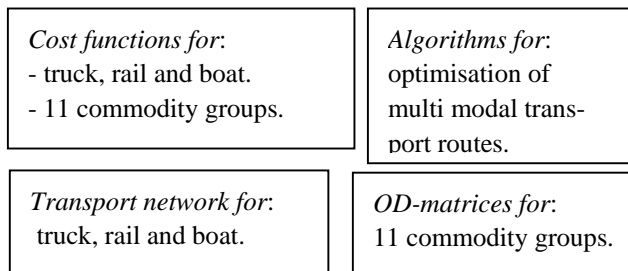 Cost functions for:
- truck, rail and boat.
- 11 commodity groups.
Algorithms for:
optimisation of
multi modal trans-
port routes.
Transport network for:
truck, rail and boat.
OD-matrices for:
11 commodity groups.